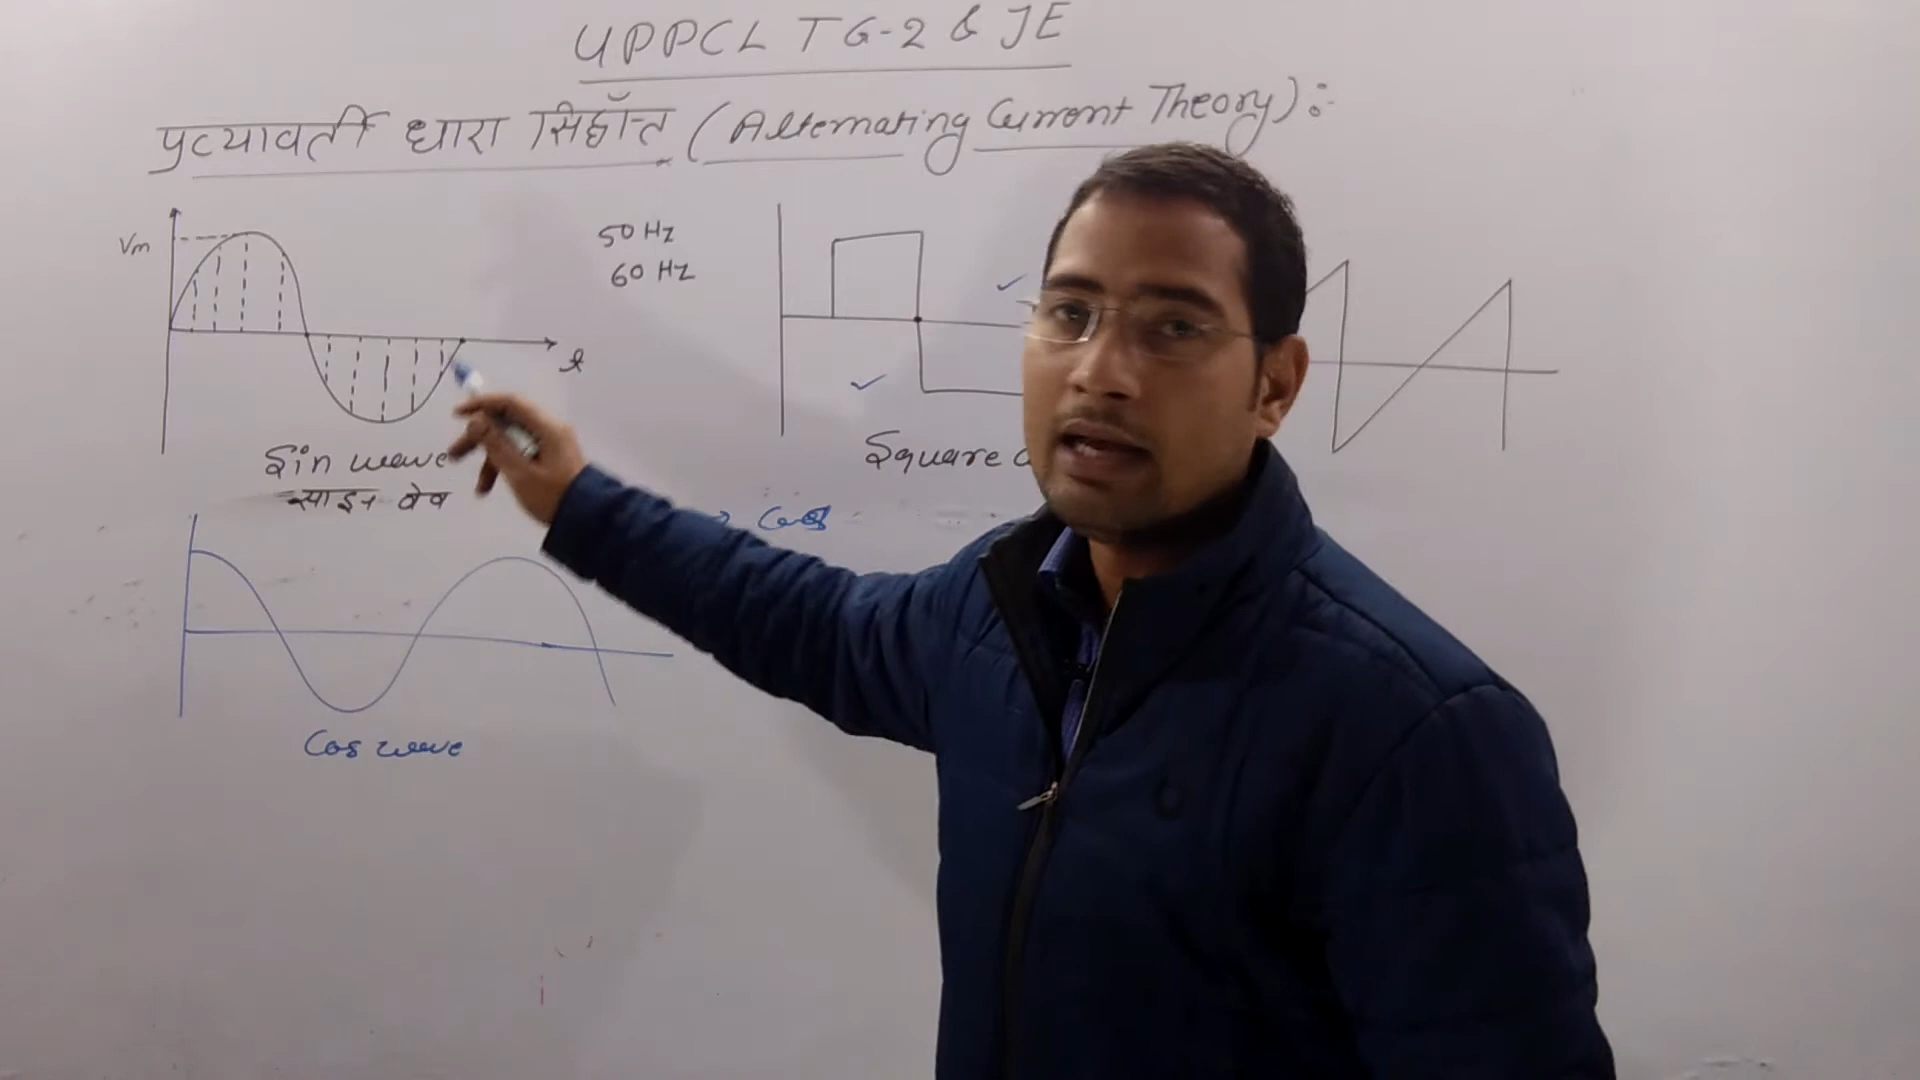 UPPCL TG-2 & JE
प्रत्यावर्ती धारा सिद्धाँन्त (Alternating Current Theory):-
Vm
50 Hz
60 Hz
t
Sin wave
साइन वेव
Square
→ Cos
Cos wave